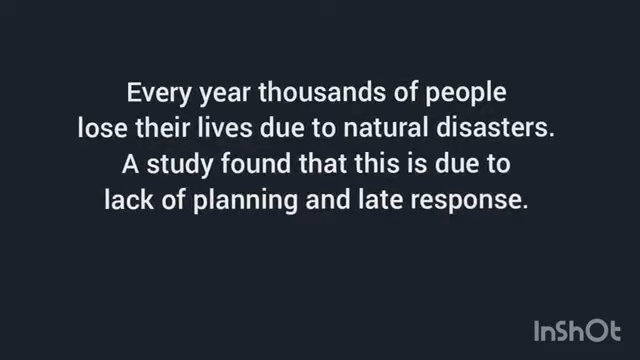 Every year thousands of people
lose their lives due to natural disasters.
A study found that this is due to
lack of planning and late response.
InShOt